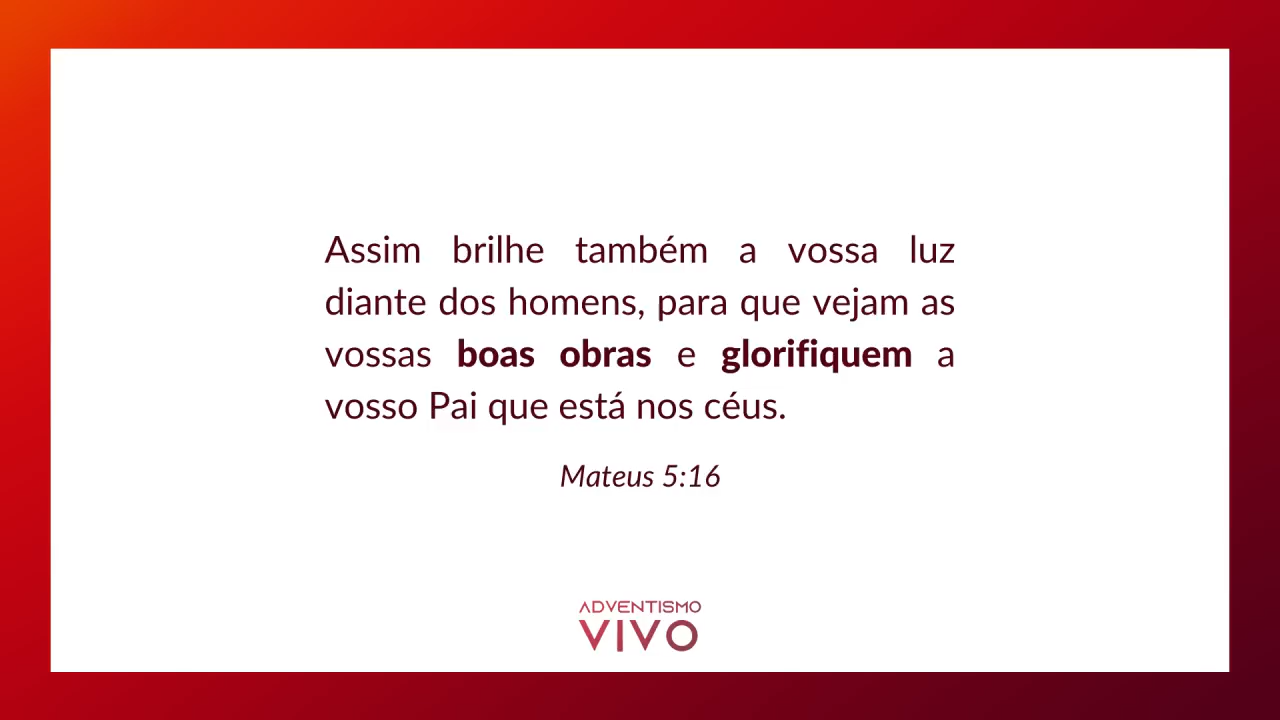 Assim brilhe também a vossa luz
diante dos homens, para que vejam as
vossas boas obras e glorifiquem a
vosso Pai que está nos céus.
Mateus 5:16
ADVENTISMO
VIVO